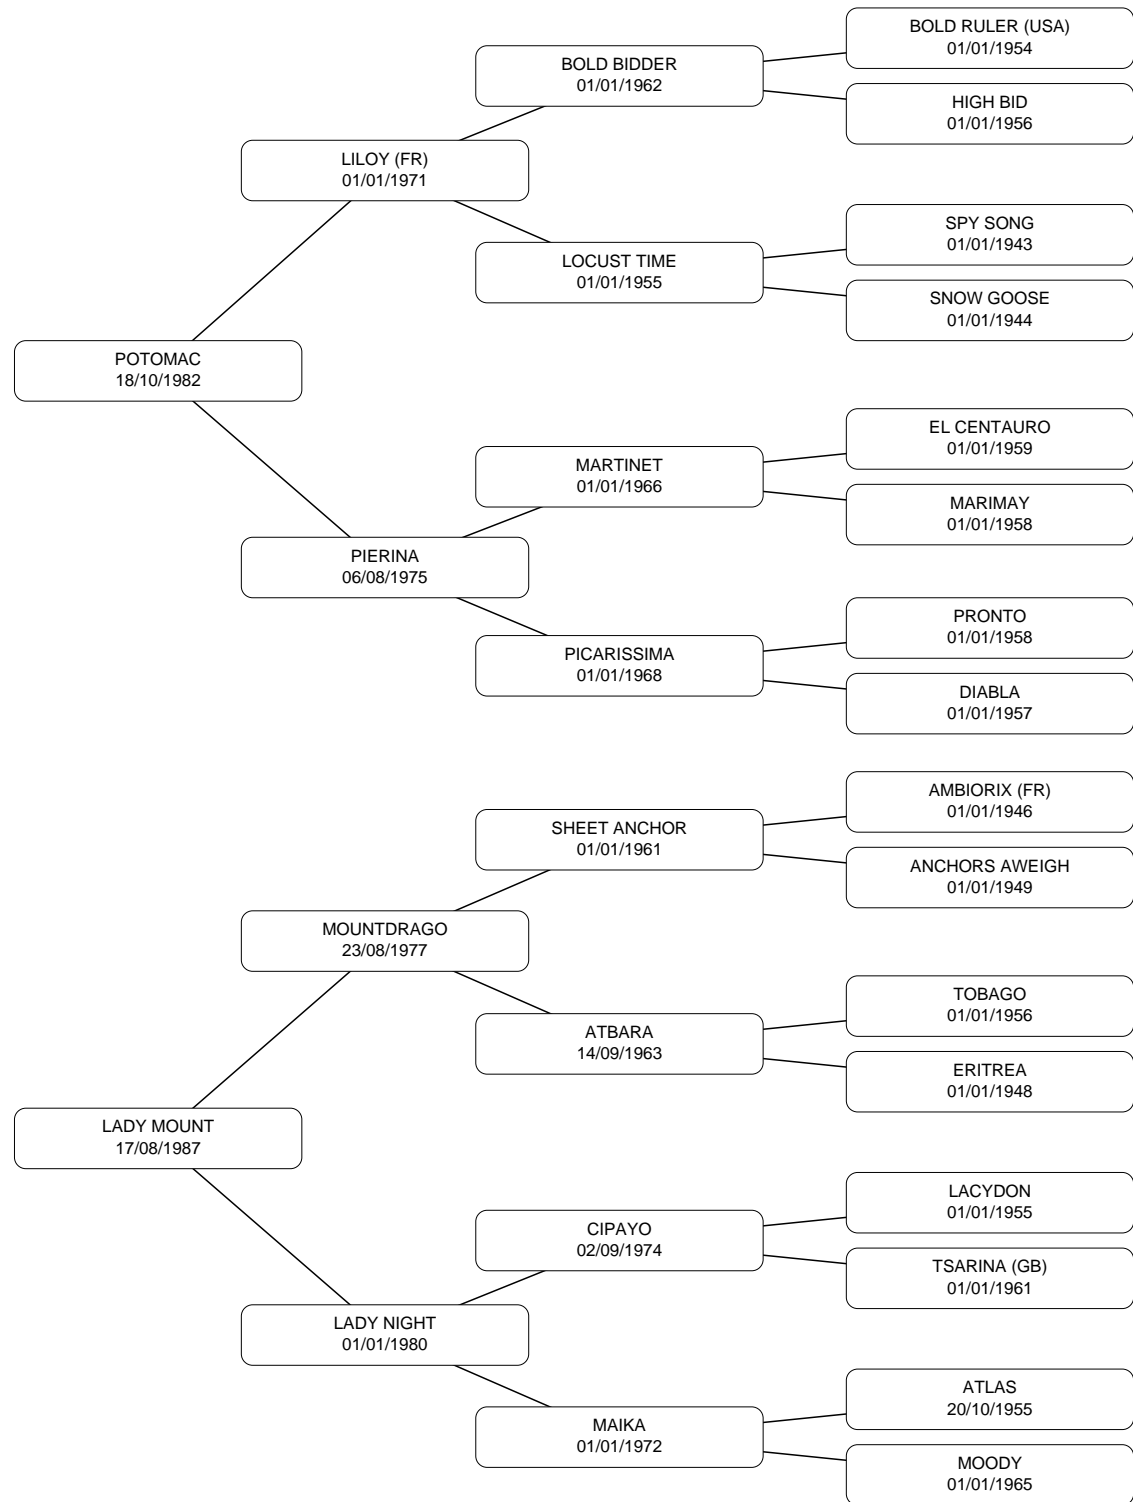 BOLD RULER (USA)
01/01/1954
BOLD BIDDER
01/01/1962
HIGH BID
01/01/1956
LILOY (FR)
01/01/1971
SPY SONG
01/01/1943
LOCUST TIME
01/01/1955
SNOW GOOSE
01/01/1944
POTOMAC
18/10/1982
EL CENTAURO
01/01/1959
MARTINET
01/01/1966
MARIMAY
01/01/1958
PIERINA
06/08/1975
PRONTO
01/01/1958
PICARISSIMA
01/01/1968
DIABLA
01/01/1957
AMBIORIX (FR)
01/01/1946
SHEET ANCHOR
01/01/1961
ANCHORS AWEIGH
01/01/1949
MOUNTDRAGO
23/08/1977
TOBAGO
01/01/1956
ATBARA
14/09/1963
ERITREA
01/01/1948
LADY MOUNT
17/08/1987
LACYDON
01/01/1955
CIPAYO
02/09/1974
TSARINA (GB)
01/01/1961
LADY NIGHT
01/01/1980
ATLAS
20/10/1955
MAIKA
01/01/1972
MOODY
01/01/1965